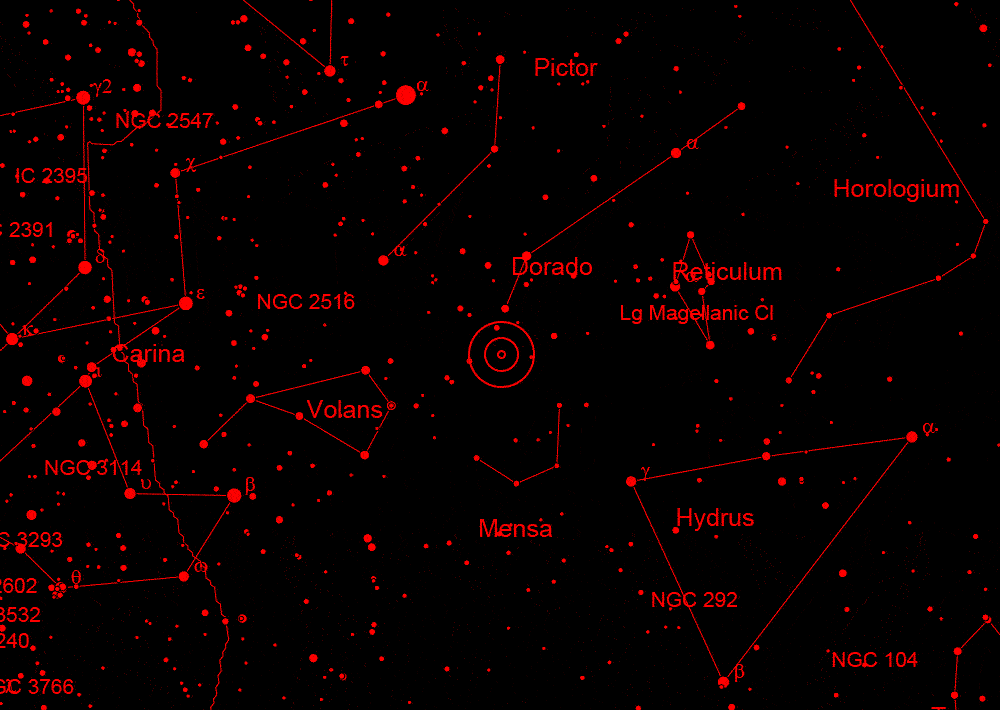 τ
Pictor
γ2
α
NGC 2547
α
χ
IC 2395
Horologium
2391
α
δ
Dorado
Reticulum
α
ε
NGC 2516
Lg Magellanic Cl
κ
Carina
ι
Volans
α
γ
NGC 3114
υ
β
Hydrus
Mensa
3293
ω
θ
2602
NGC 292
3532
240
NGC 104
β
NGC 3766